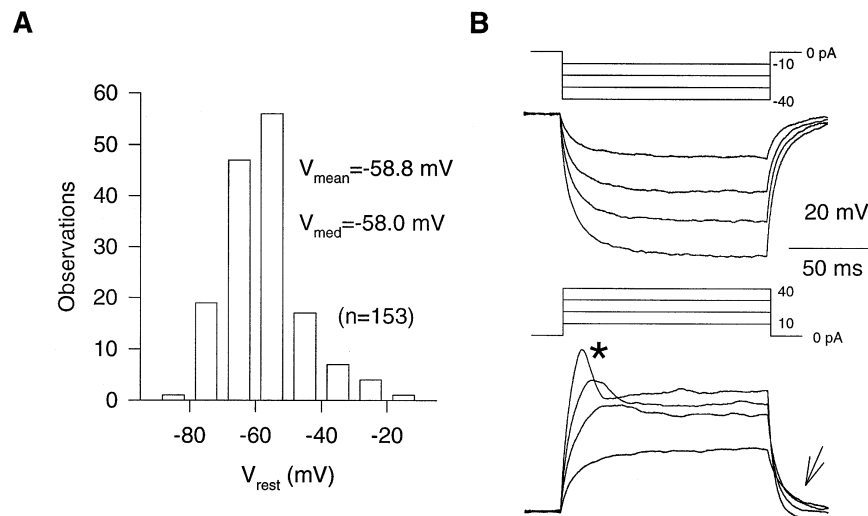 A
60
50
40
30
20
10
0
Observations
V_mean=-58.8 mV
V_med=-58.0 mV
(n=153)
-80 -60 -40 -20
V_rest (mV)
B
0 pA
-10
-40
20 mV
50 ms
40
10
0 pA
*